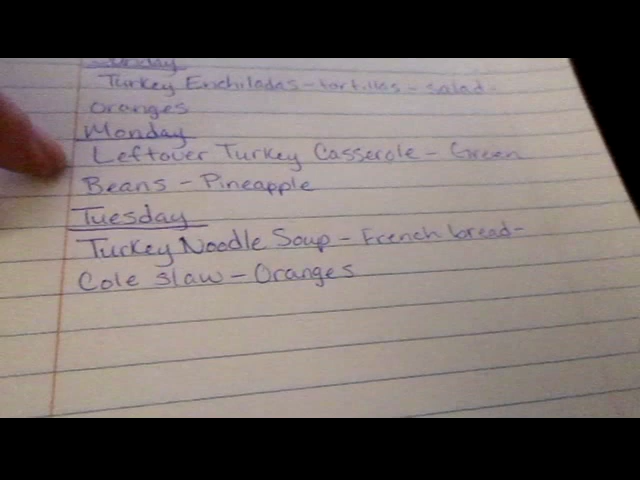 Sunday
Turkey Enchiladas - tortillas - salad -
oranges
Monday
Leftover Turkey Casserole - Green
Beans - Pineapple
Tuesday
Turkey Noodle Soup - French bread -
Cole slaw - Oranges